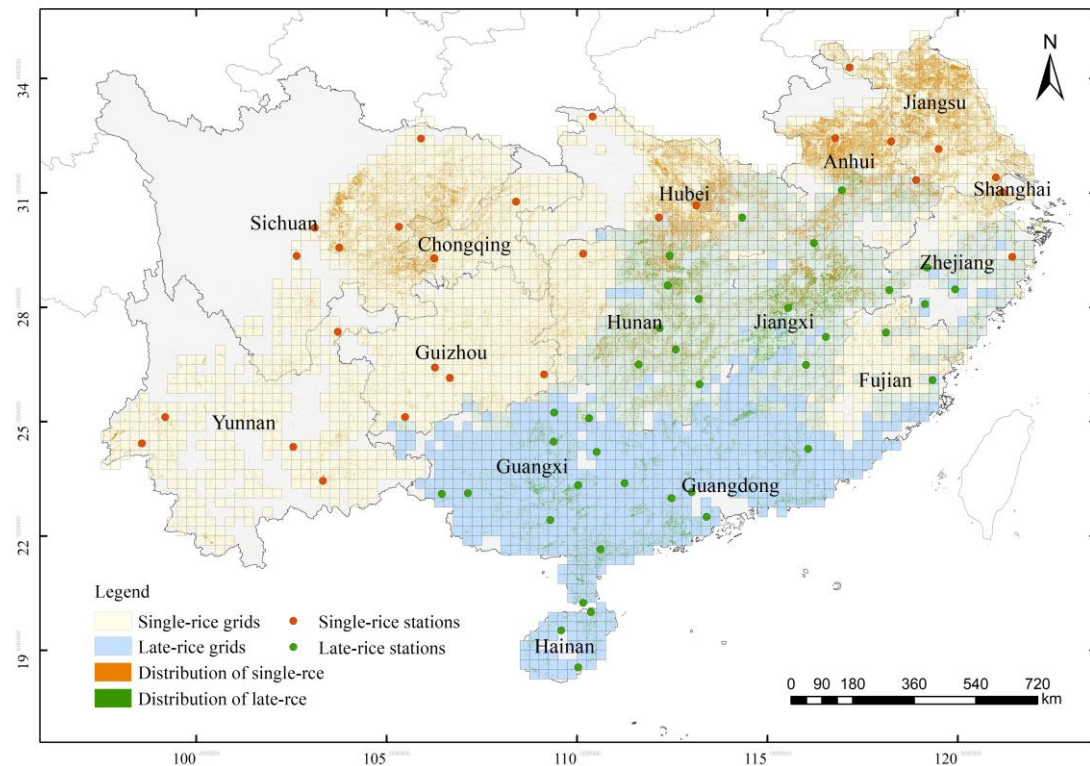 N
34
Jiangsu
Anhui
31
Hubei
Shanghai
Sichuan
Chongqing
Zhejiang
28
Hunan
Jiangxi
Guizhou
Fujian
25
Yunnan
Guangxi
Guangdong
22
Legend
Single-rice grids
Single-rice stations
Late-rice grids
Late-rice stations
Hainan
19
Distribution of single-rce
Distribution of late-rce
0 90 180 360 540 720
km
100
105
110
115
120